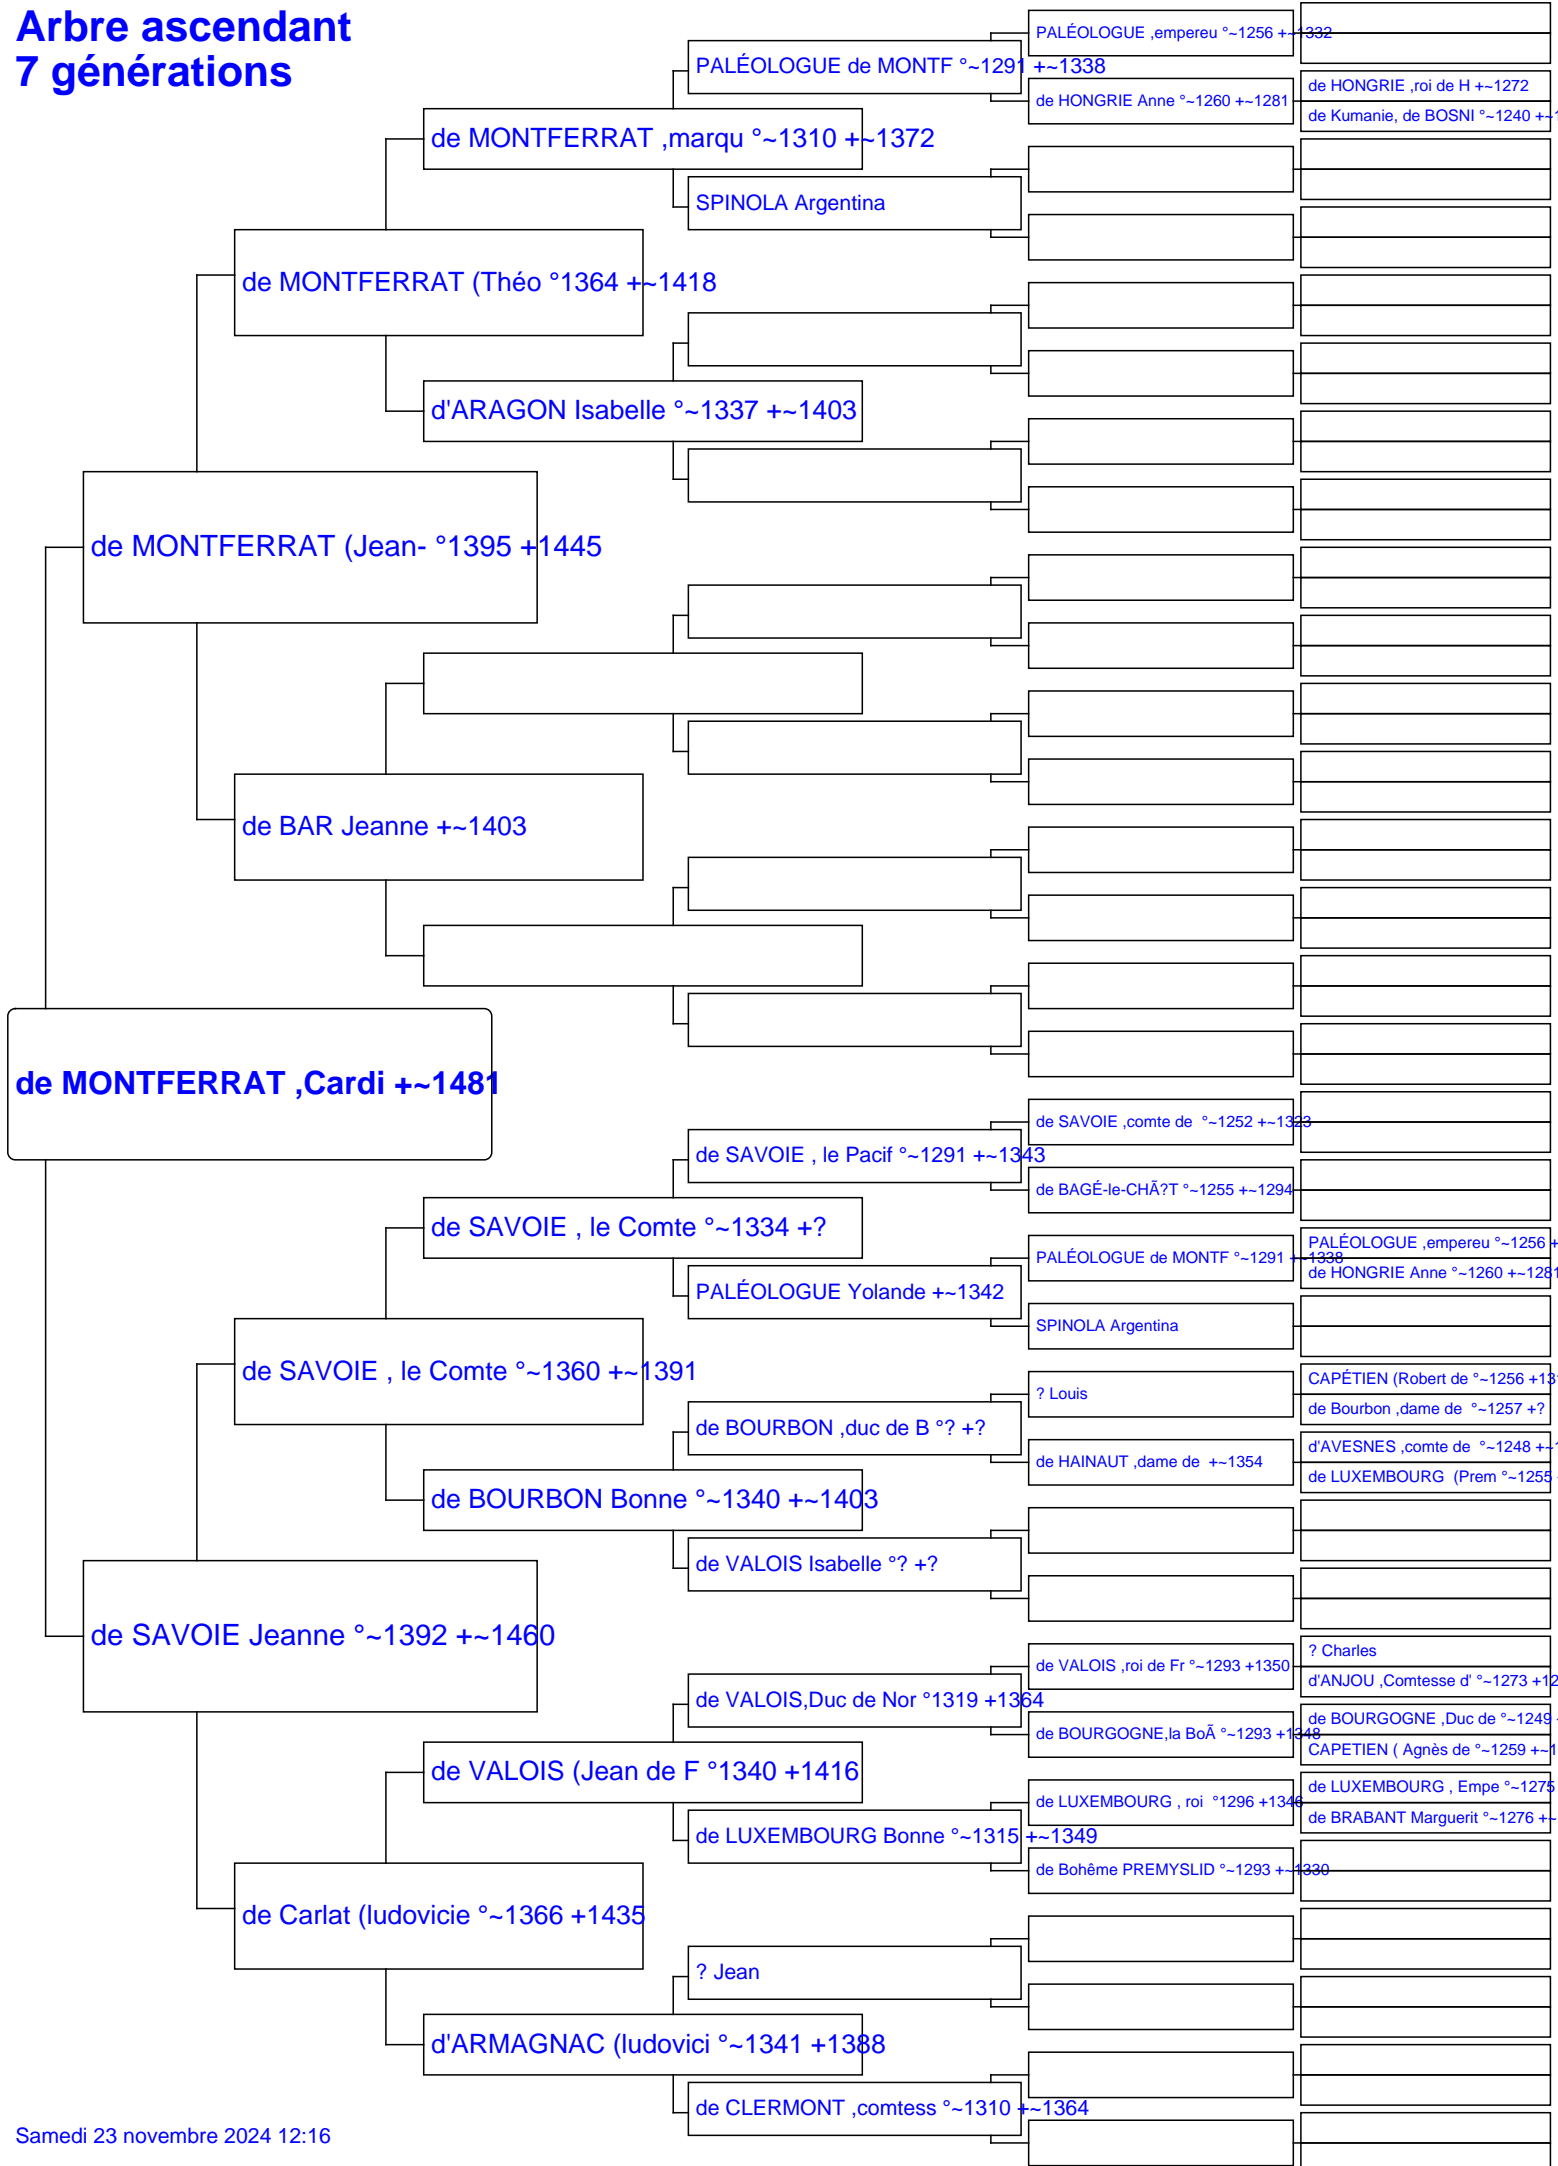 Arbre ascendant
7 générations
PALÉOLOGUE ,empereu °~1256 +~1332
PALÉOLOGUE de MONTF °~1291 +~1338
de HONGRIE ,roi de H +~1272
de HONGRIE Anne °~1260 +~1281
de Kumanie, de BOSNI °~1240 +~1
de MONTFERRAT ,marqu °~1310 +~1372
SPINOLA Argentina
de MONTFERRAT (Théo °1364 +~1418
d'ARAGON Isabelle °~1337 +~1403
de MONTFERRAT (Jean- °1395 +1445
de BAR Jeanne +~1403
de MONTFERRAT ,Cardi +~1481
de SAVOIE ,comte de °~1252 +~1323
de SAVOIE , le Pacif °~1291 +~1343
de BAGÉ-le-CHÃ?T °~1255 +~1294
de SAVOIE , le Comte °~1334 +?
PALÉOLOGUE ,empereu °~1256 +
PALÉOLOGUE de MONTF °~1291 +~1338
de HONGRIE Anne °~1260 +~1281
PALÉOLOGUE Yolande +~1342
SPINOLA Argentina
de SAVOIE , le Comte °~1360 +~1391
CAPÉTIEN (Robert de °~1256 +131
? Louis
de Bourbon ,dame de °~1257 +?
de BOURBON ,duc de B °? +?
d'AVESNES ,comte de °~1248 +~1
de HAINAUT ,dame de +~1354
de LUXEMBOURG (Prem °~1255
de BOURBON Bonne °~1340 +~1403
de VALOIS Isabelle °? +?
de SAVOIE Jeanne °~1392 +~1460
? Charles
de VALOIS ,roi de Fr °~1293 +1350
d'ANJOU ,Comtesse d' °~1273 +12
de VALOIS,Duc de Nor °1319 +1364
de BOURGOGNE ,Duc de °~1249
de BOURGOGNE,la BoÃ °~1293 +1348
CAPETIEN ( Agnès de °~1259 +~1
de VALOIS (Jean de F °1340 +1416
de LUXEMBOURG , Empe °~1275
de LUXEMBOURG , roi °1296 +1346
de BRABANT Marguerit °~1276 +~
de LUXEMBOURG Bonne °~1315 +~1349
de Bohême PREMYSLID °~1293 +~1330
de Carlat (ludovicie °~1366 +1435
? Jean
d'ARMAGNAC (ludovici °~1341 +1388
de CLERMONT ,comtess °~1310 +~1364
Samedi 23 novembre 2024 12:16